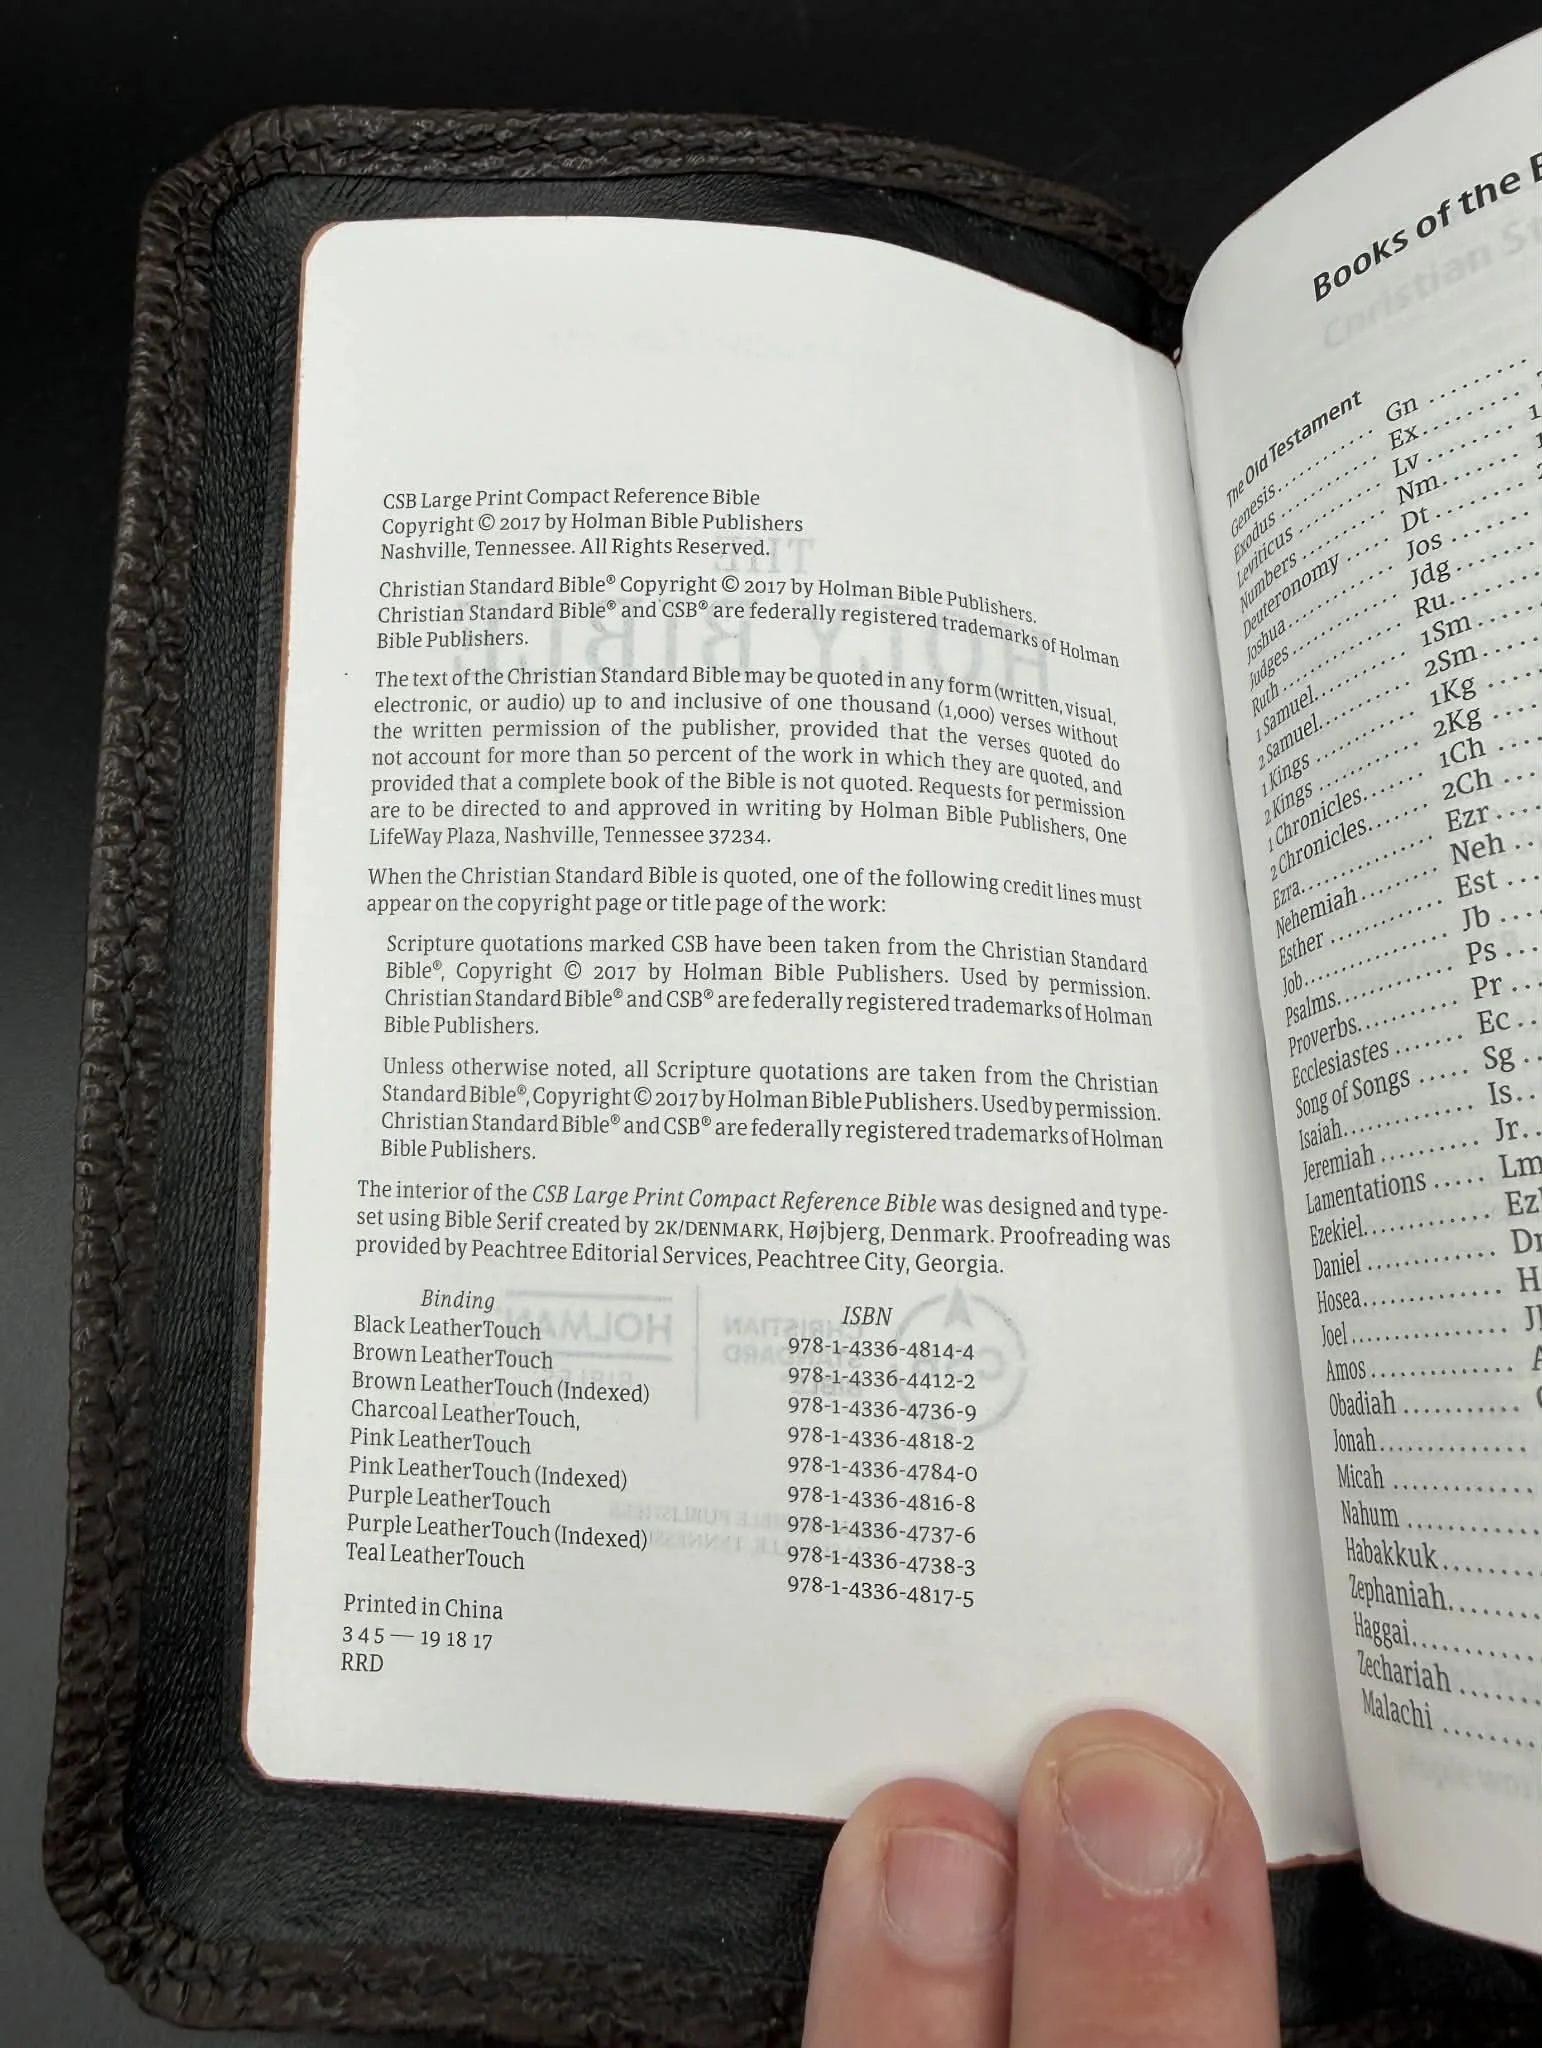 CSB Large Print Compact Reference Bible
Copyright © 2017 by Holman Bible Publishers
Nashville, Tennessee. All Rights Reserved.
Christian Standard Bible® Copyright © 2017 by Holman Bible Publishers.
Christian Standard Bible® and CSB® are federally registered trademarks of Holman
Bible Publishers.
The text of the Christian Standard Bible may be quoted in any form (written, visual,
electronic, or audio) up to and inclusive of one thousand (1,000) verses without
the written permission of the publisher, provided that the verses quoted do
not account for more than 50 percent of the work in which they are quoted, and
provided that a complete book of the Bible is not quoted. Requests for permission
are to be directed to and approved in writing by Holman Bible Publishers, One
LifeWay Plaza, Nashville, Tennessee 37234.
When the Christian Standard Bible is quoted, one of the following credit lines must
appear on the copyright page or title page of the work:
Scripture quotations marked CSB have been taken from the Christian Standard
Bible®, Copyright © 2017 by Holman Bible Publishers. Used by permission.
Christian Standard Bible® and CSB® are federally registered trademarks of Holman
Bible Publishers.
Unless otherwise noted, all Scripture quotations are taken from the Christian
Standard Bible®, Copyright © 2017 by Holman Bible Publishers. Used by permission.
Christian Standard Bible® and CSB® are federally registered trademarks of Holman
Bible Publishers.
The interior of the CSB Large Print Compact Reference Bible was designed and type-
set using Bible Serif created by 2K/DENMARK, Højbjerg, Denmark. Proofreading was
provided by Peachtree Editorial Services, Peachtree City, Georgia.
Binding ISBN
Black LeatherTouch 978-1-4336-4814-4
Brown LeatherTouch 978-1-4336-4412-2
Brown LeatherTouch (Indexed) 978-1-4336-4736-9
Charcoal LeatherTouch, 978-1-4336-4818-2
Pink LeatherTouch 978-1-4336-4784-0
Pink LeatherTouch (Indexed) 978-1-4336-4816-8
Purple LeatherTouch 978-1-4336-4737-6
Purple LeatherTouch (Indexed) 978-1-4336-4738-3
Teal LeatherTouch 978-1-4336-4817-5
Printed in China
3 4 5 — 19 18 17
RRD
Books of the
The Old Testament
Genesis .......... Gn ..........
Exodus .......... Ex ..........
Leviticus .......... Lv ..........
Numbers .......... Nm ..........
Deuteronomy ..... Dt ..........
Joshua .......... Jos ..........
Judges .......... Jdg ..........
Ruth .......... Ru ..........
1 Samuel .......... 1Sm ..........
2 Samuel .......... 2Sm .....
1 Kings .......... 1Kg .....
2 Kings .......... 2Kg .....
1 Chronicles ....... 1Ch ....
2 Chronicles ....... 2Ch ...
Ezra .......... Ezr ....
Nehemiah ......... Neh ..
Esther .......... Est ...
Job .......... Jb ....
Psalms .......... Ps ...
Proverbs .......... Pr ...
Ecclesiastes ....... Ec ..
Song of Songs ..... Sg ..
Isaiah .......... Is ..
Jeremiah .......... Jr ..
Lamentations ..... Lm
Ezekiel ..........
Daniel ..........
Hosea ..........
Joel ..........
Amos ..........
Obadiah ..........
Jonah ..........
Micah ..........
Nahum ..........
Habakkuk ..........
Zephaniah ..........
Haggai ..........
Zechariah .......
Malachi ........